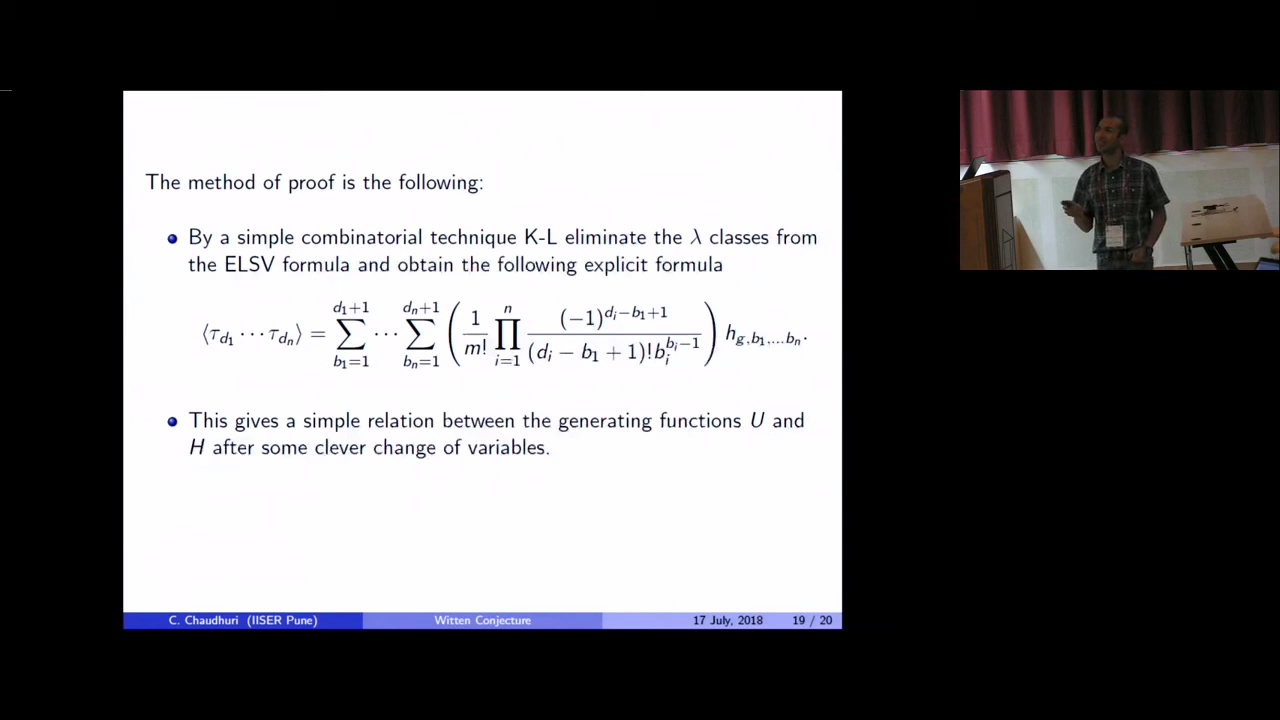 The method of proof is the following:
By a simple combinatorial technique K-L eliminate the λ classes from
the ELSV formula and obtain the following explicit formula
⟨τ_{d_1} ··· τ_{d_n}⟩ = \sum_{b_1=1}^{d_1+1} ··· \sum_{b_n=1}^{d_n+1} ( \frac{1}{m!} \prod_{i=1}^{n} \frac{(−1)^{d_i−b_1+1}}{(d_i − b_1 + 1)! b_i^{b_i−1}} ) h_{g,b_1,...b_n}.
This gives a simple relation between the generating functions U and
H after some clever change of variables.
C. Chaudhuri (IISER Pune) Witten Conjecture 17 July, 2018 19 / 20